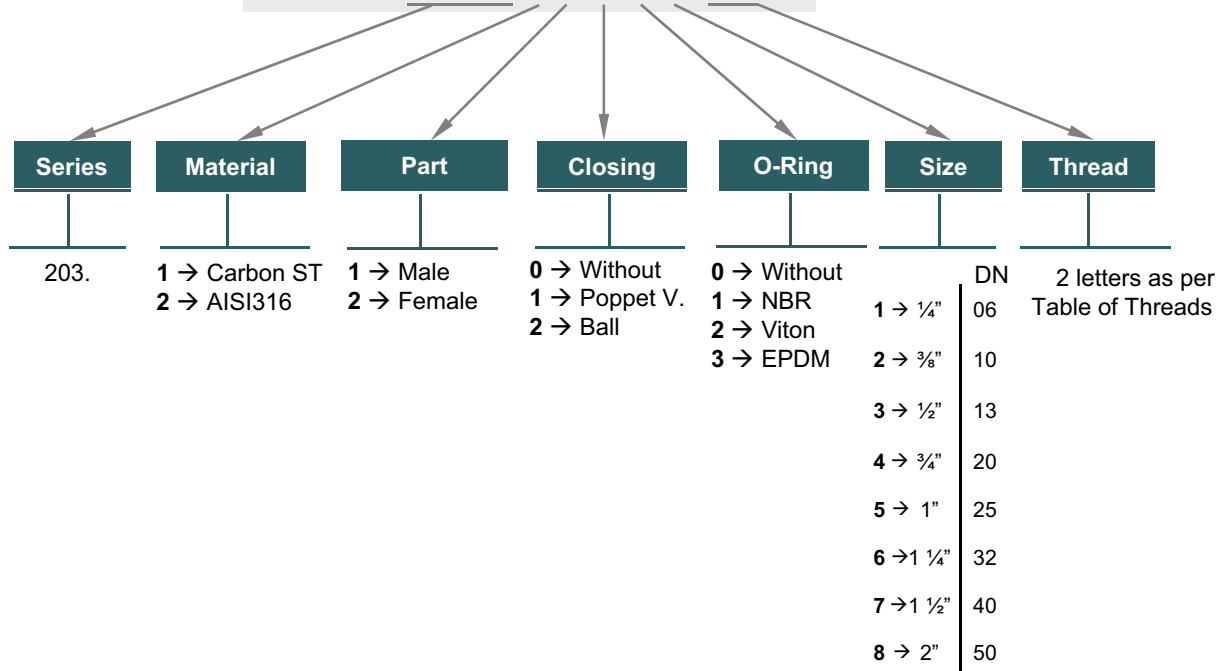 Series Material Part Closing O-Ring Size Thread
203.
1 → Carbon ST
2 → AISI316
1 → Male
2 → Female
0 → Without
1 → Poppet V.
2 → Ball
0 → Without
1 → NBR
2 → Viton
3 → EPDM
DN
1 → ¼” 06
2 → ⅜” 10
3 → ½” 13
4 → ¾” 20
5 → 1” 25
6 →1 ¼” 32
7 →1 ½” 40
8 → 2” 50
2 letters as per
Table of Threads